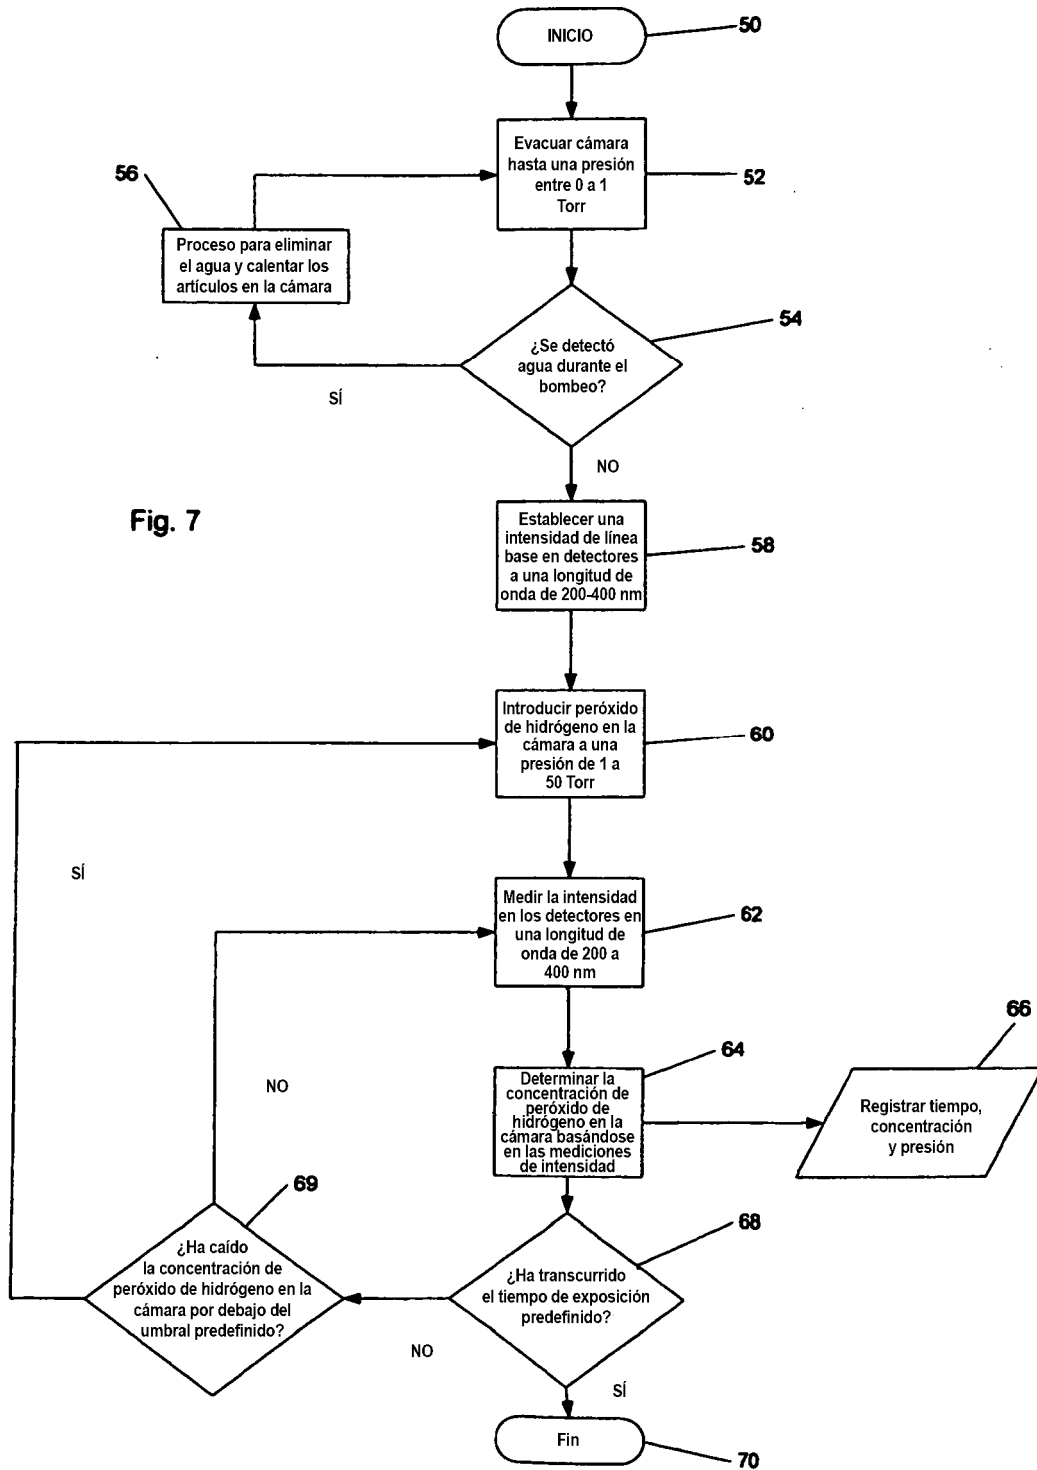 INICIO
50
Evacuar cámara
hasta una presión
entre 0 a 1
Torr
52
56
Proceso para eliminar
el agua y calentar los
artículos en la cámara
54
¿Se detectó
agua durante el
bombeo?
SÍ
NO
Fig. 7
Establecer una
intensidad de línea
base en detectores
a una longitud de
onda de 200-400 nm
58
Introducir peróxido
de hidrógeno en la
cámara a una
presión de 1 a
50 Torr
60
SÍ
Medir la intensidad
en los detectores en
una longitud de
onda de 200 a
400 nm
62
NO
64
Determinar la
concentración de
peróxido de
hidrógeno en la
cámara basándose
en las mediciones
de intensidad
66
Registrar tiempo,
concentración
y presión
69
¿Ha caído
la concentración de
peróxido de hidrógeno en la
cámara por debajo del
umbral predefinido?
68
¿Ha transcurrido
el tiempo de exposición
predefinido?
NO
SÍ
Fin
70